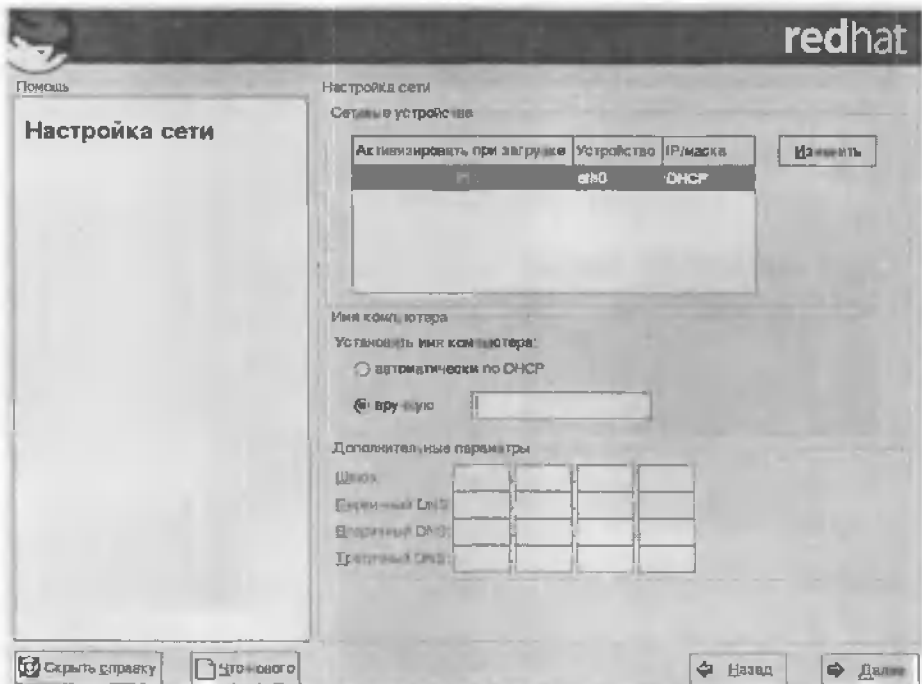 redhat
Помощь
Настройка сети
Настройка сети
Сетевые устройства
Активизировать при загрузке Устройство IP/маска
Изменить
eth0 DHCP
Имя компьютера
Установить имя компьютера:
автоматически по DHCP
вручную
Дополнительные параметры
Шлюз:
Первичный DNS:
Вторичный DNS:
Третичный DNS:
Скрыть справку
Что нового
Назад
Далее